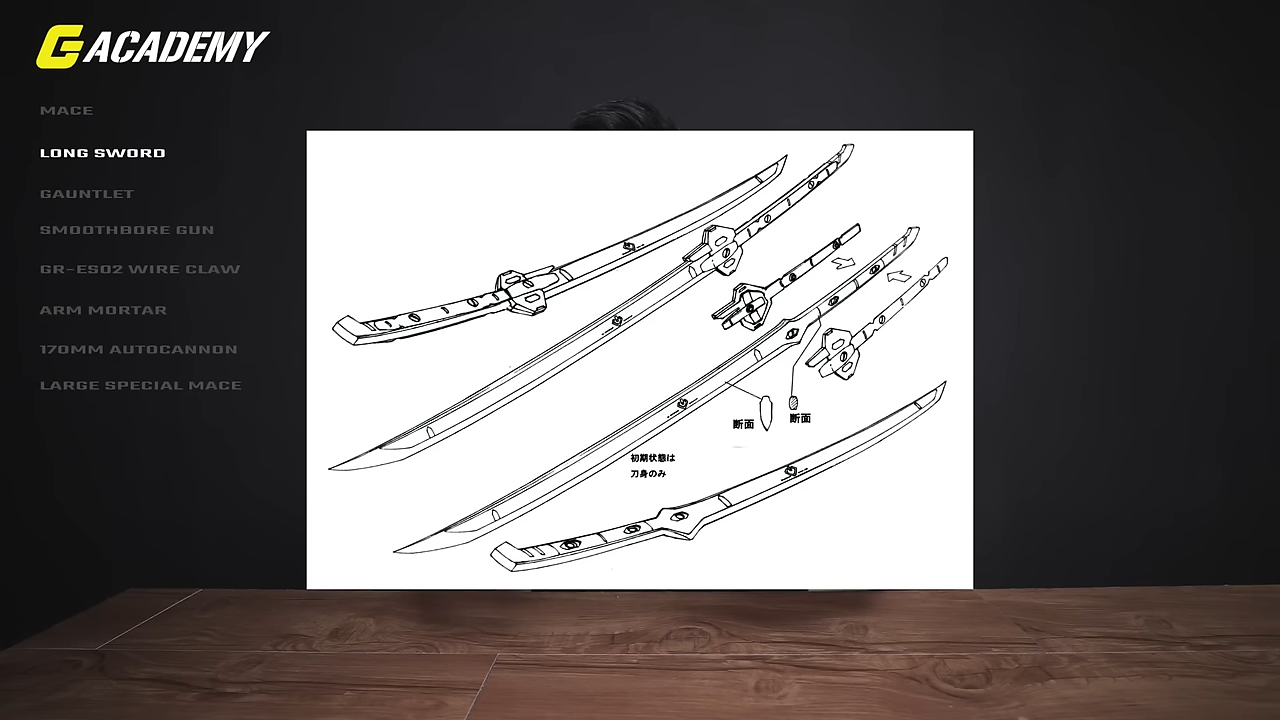 G ACADEMY
MACE
LONG SWORD
GAUNTLET
SMOOTHBORE GUN
GR-ES02 WIRE CLAW
ARM MORTAR
170MM AUTOCANNON
LARGE SPECIAL MACE
断面
断面
初期状態は
刀身のみ